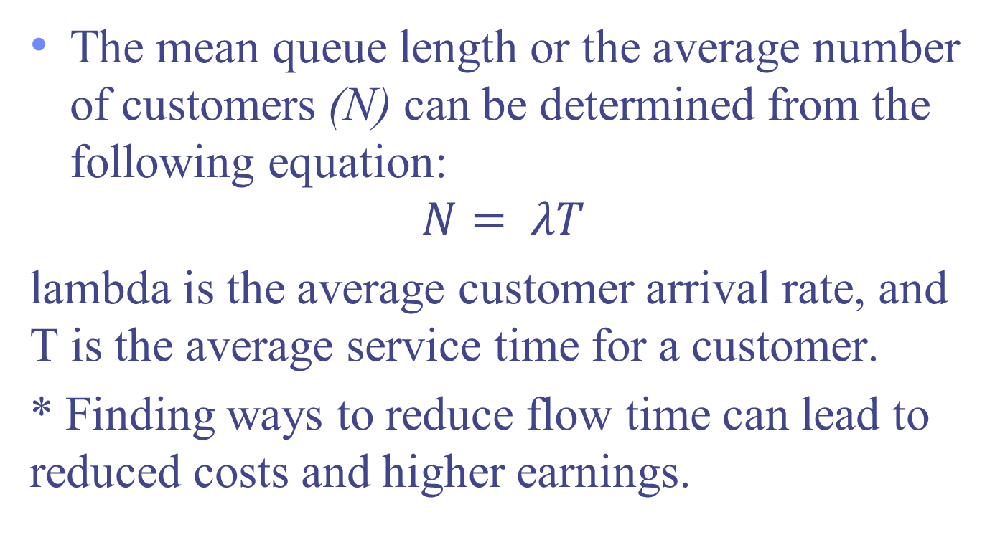 • The mean queue length or the average number
of customers (N) can be determined from the
following equation:
N = λT
lambda is the average customer arrival rate, and
T is the average service time for a customer.
* Finding ways to reduce flow time can lead to
reduced costs and higher earnings.